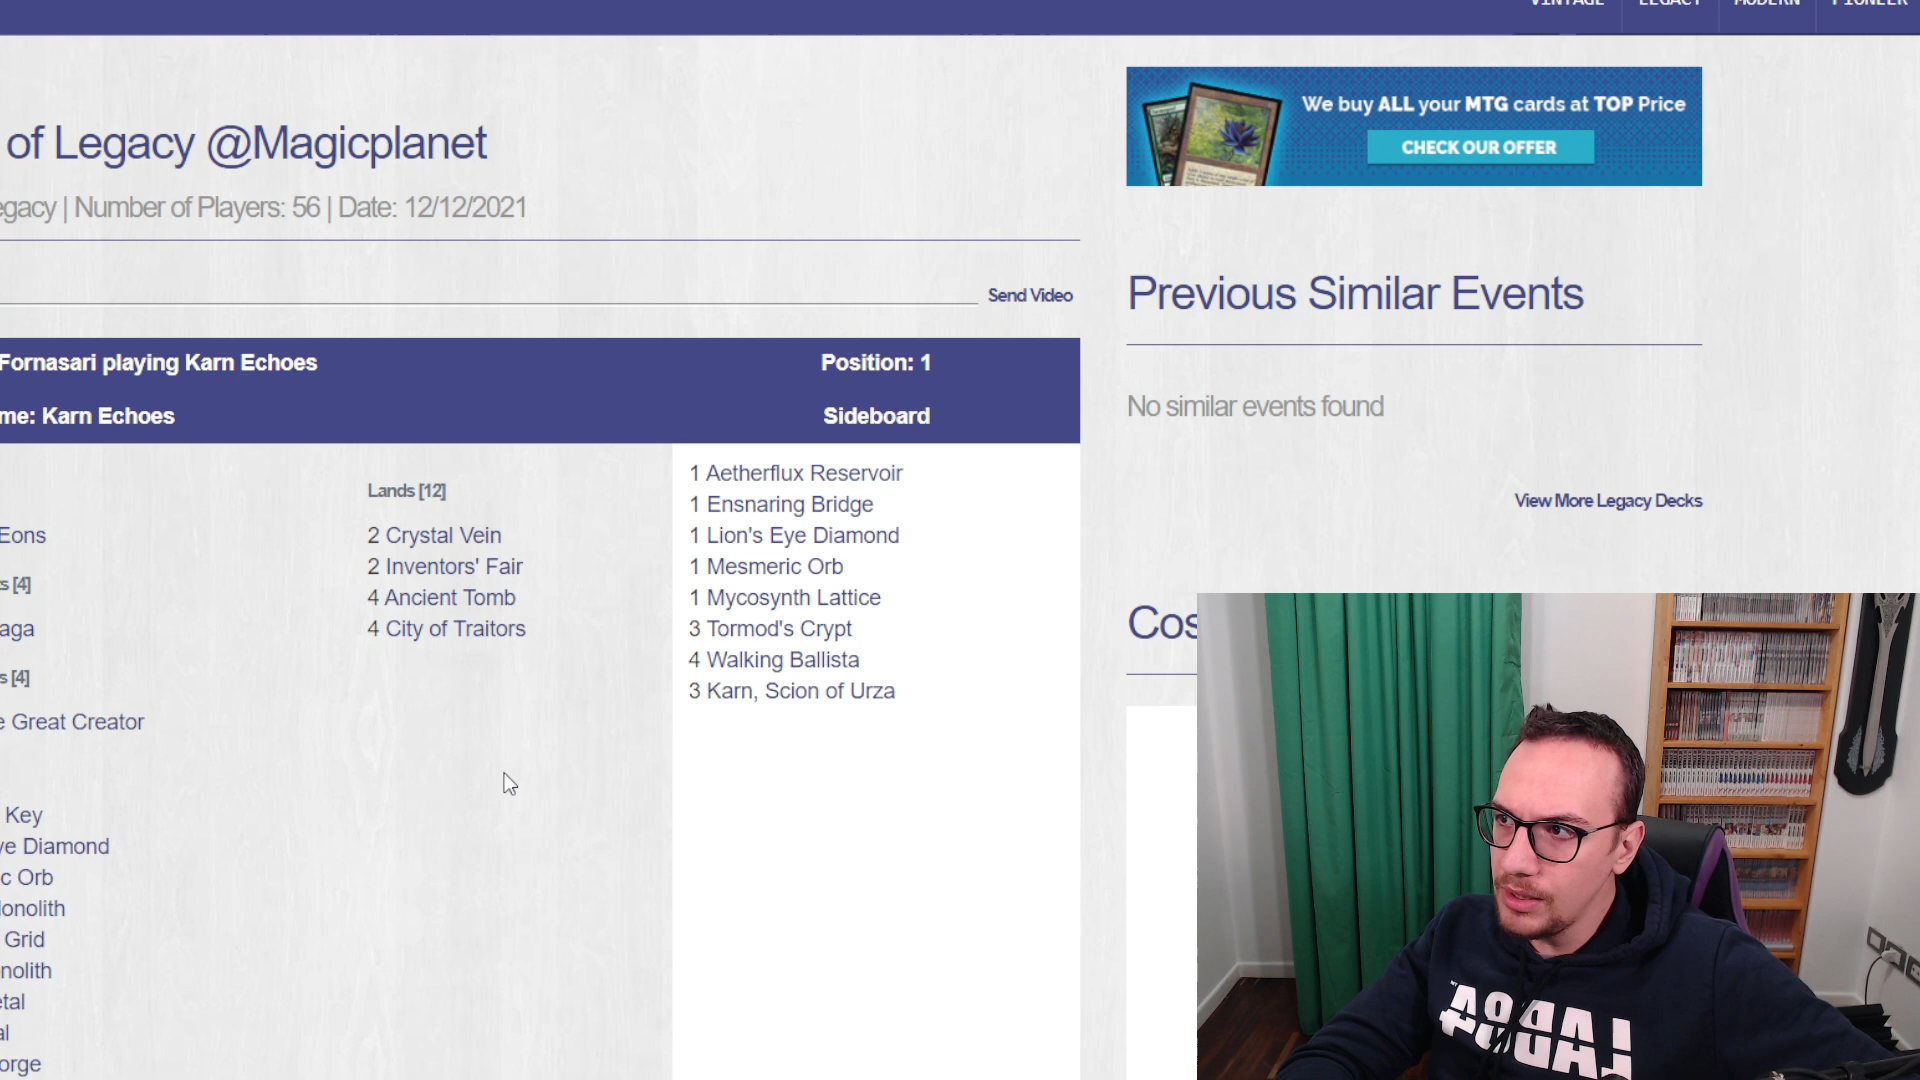 VINTAGE LEGACY MODERN PIONEER
of Legacy @Magicplanet
egacy | Number of Players: 56 | Date: 12/12/2021
Send Video
Fornasari playing Karn Echoes
Position: 1
me: Karn Echoes
Sideboard
Eons
s [4]
aga
s [4]
e Great Creator
Key
ye Diamond
c Orb
Monolith
Grid
nolith
etal
al
orge
Lands [12]
2 Crystal Vein
2 Inventors' Fair
4 Ancient Tomb
4 City of Traitors
1 Aetherflux Reservoir
1 Ensnaring Bridge
1 Lion's Eye Diamond
1 Mesmeric Orb
1 Mycosynth Lattice
3 Tormod's Crypt
4 Walking Ballista
3 Karn, Scion of Urza
We buy ALL your MTG cards at TOP Price
CHECK OUR OFFER
Previous Similar Events
No similar events found
View More Legacy Decks
Cos